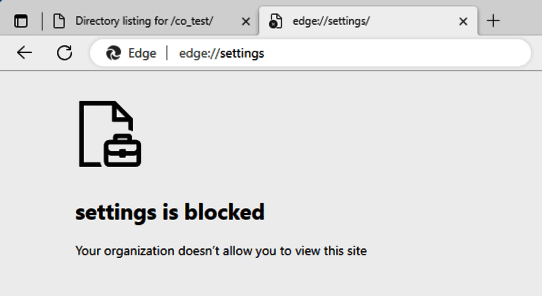 Directory listing for /co_test/
edge://settings/
Edge
edge://settings
settings is blocked
Your organization doesn't allow you to view this site